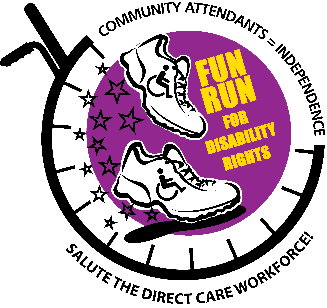 COMMUNITY ATTENDANTS = INDEPENDENCE
FUN
RUN
FOR
DISABILITY
RIGHTS
SALUTE THE DIRECT CARE WORKFORCE!